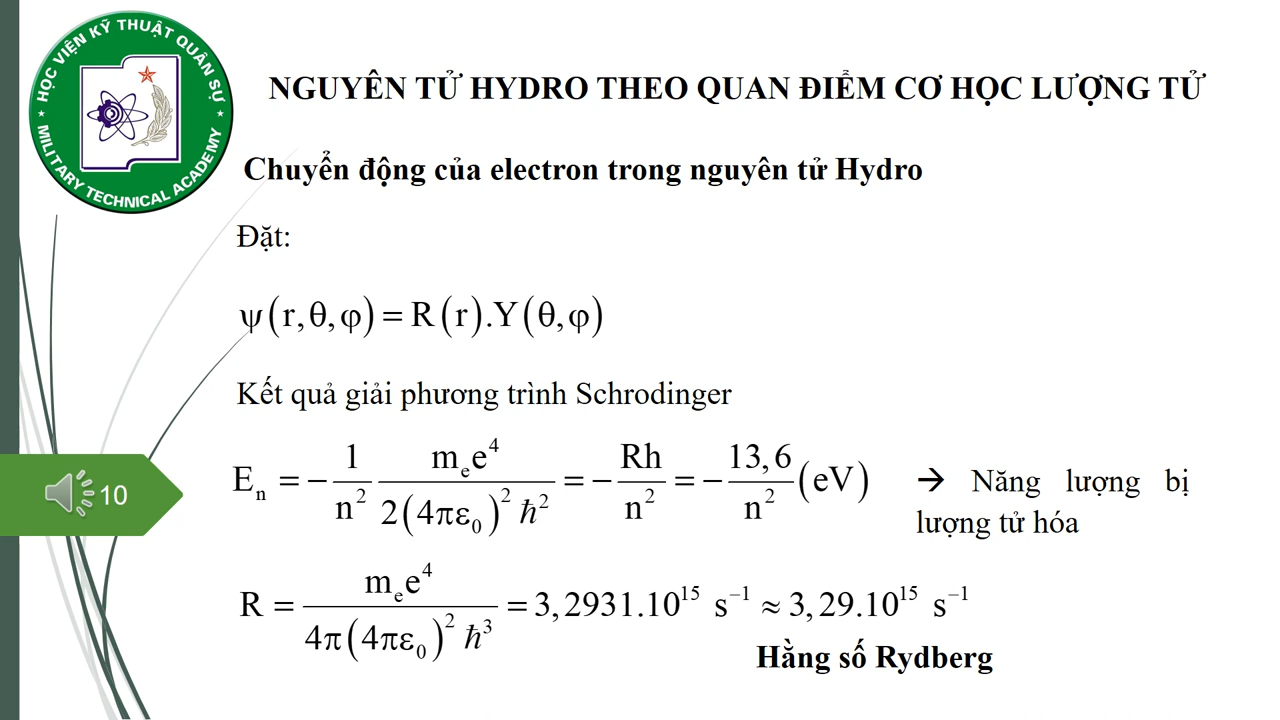 HỌC VIỆN KỸ THUẬT QUÂN SỰ
MILITARY TECHNICAL ACADEMY
NGUYÊN TỬ HYDRO THEO QUAN ĐIỂM CƠ HỌC LƯỢNG TỬ
Chuyển động của electron trong nguyên tử Hydro
Đặt:
ψ(r,θ,φ) = R(r).Y(θ,φ)
Kết quả giải phương trình Schrodinger
Eₙ = −(1/n²) (mₑe⁴)/(2(4πε₀)²ħ²) = −Rh/n² = −13,6/n² (eV)
→ Năng lượng bị
lượng tử hóa
10
R = (mₑe⁴)/(4π(4πε₀)²ħ³) = 3,2931.10¹⁵ s⁻¹ ≈ 3,29.10¹⁵ s⁻¹
Hằng số Rydberg